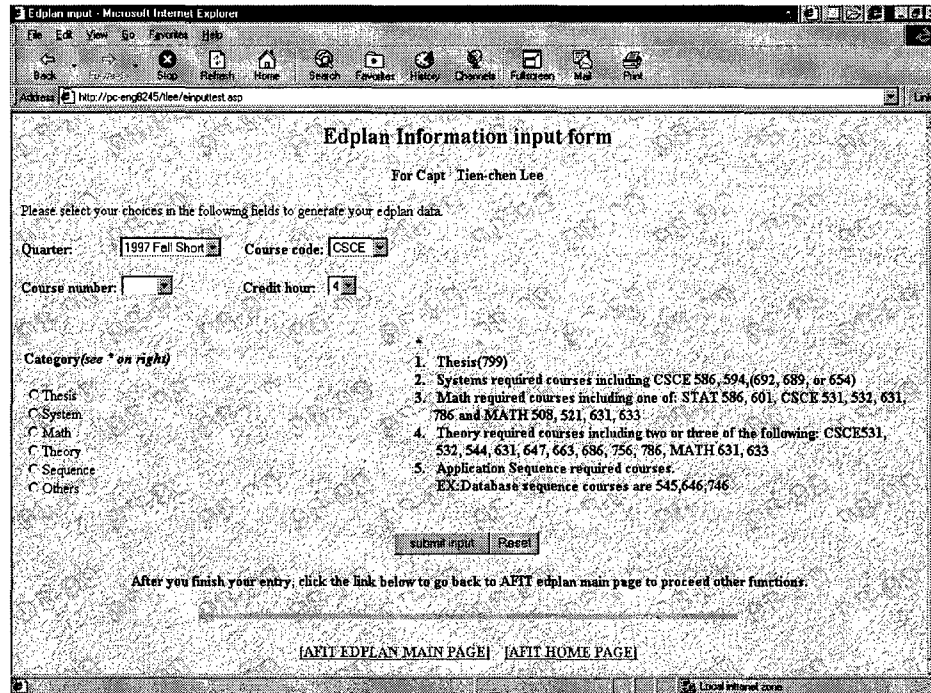 Edplan input - Microsoft Internet Explorer
File Edit View Go Favorites Help
Back Stop Refresh Home Search Favorites History Channels Fullscreen Mail Print
Address http://pc-eng8245/tlee/einputtest.asp Link
Edplan Information input form
For Capt Tien-chen Lee
Please select your choices in the following fields to generate your edplan data.
Quarter: 1997 Fall Short Course code: CSCE
Course number: Credit hour: 4
Category(see * on right)
Thesis
System
Math
Theory
Sequence
Others
*
1. Thesis(799)
2. Systems required courses including CSCE 586, 594,(692, 689, or 654)
3. Math required courses including one of: STAT 586, 601, CSCE 531, 532, 631,
786 and MATH 508, 521, 631, 633
4. Theory required courses including two or three of the following: CSCE531,
532, 544, 631, 647, 663, 686, 756, 786, MATH 631, 633
5. Application Sequence required courses.
EX:Database sequence courses are 545,646,746
submit input Reset
After you finish your entry, click the link below to go back to AFIT edplan main page to proceed other functions.
[AFIT EDPLAN MAIN PAGE] [AFIT HOME PAGE]
Local intranet zone